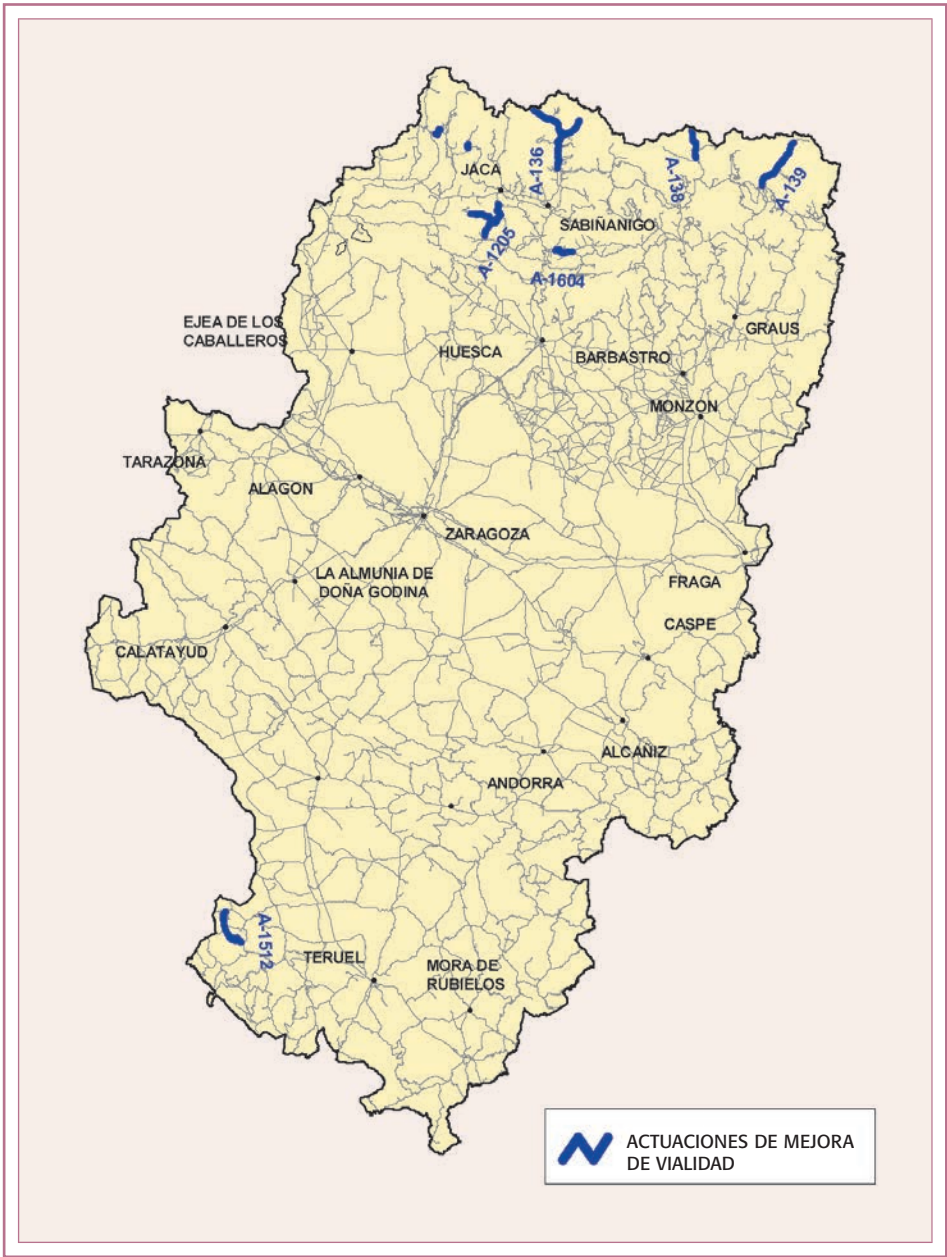 JACA
A-136
A-138
A-139
SABIÑANIGO
A-1205
A-1604
EJEA DE LOS
CABALLEROS
GRAUS
HUESCA
BARBASTRO
MONZON
TARAZONA
ALAGON
ZARAGOZA
LA ALMUNIA DE
DOÑA GODINA
FRAGA
CASPE
CALATAYUD
ALCAÑIZ
ANDORRA
A-1512
TERUEL
MORA DE
RUBIELOS
ACTUACIONES DE MEJORA
DE VIALIDAD